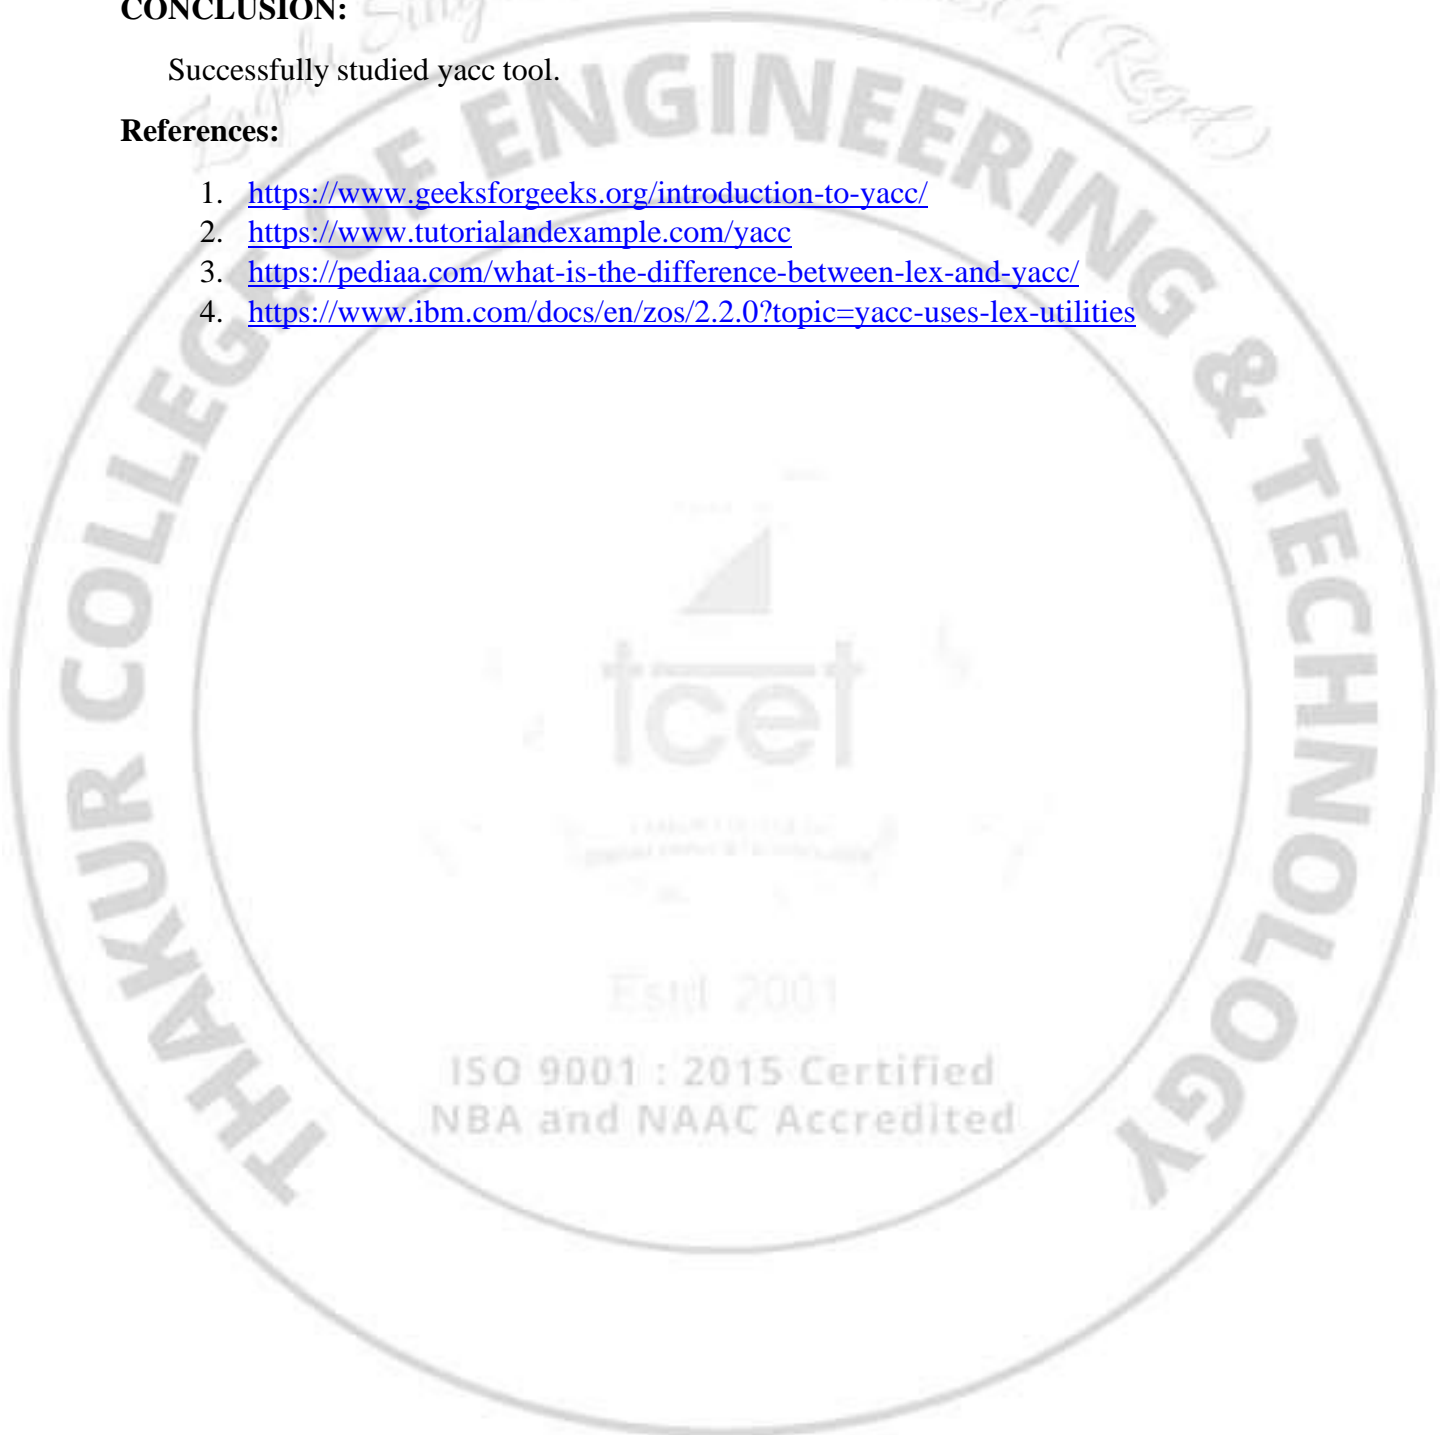 CONCLUSION:
Successfully studied yacc tool.
References:
1. https://www.geeksforgeeks.org/introduction-to-yacc/
2. https://www.tutorialandexample.com/yacc
3. https://pediaa.com/what-is-the-difference-between-lex-and-yacc/
4. https://www.ibm.com/docs/en/zos/2.2.0?topic=yacc-uses-lex-utilities
THAKUR COLLEGE OF ENGINEERING & TECHNOLOGY
tcet
Estd 2001
ISO 9001 : 2015 Certified
NBA and NAAC Accredited